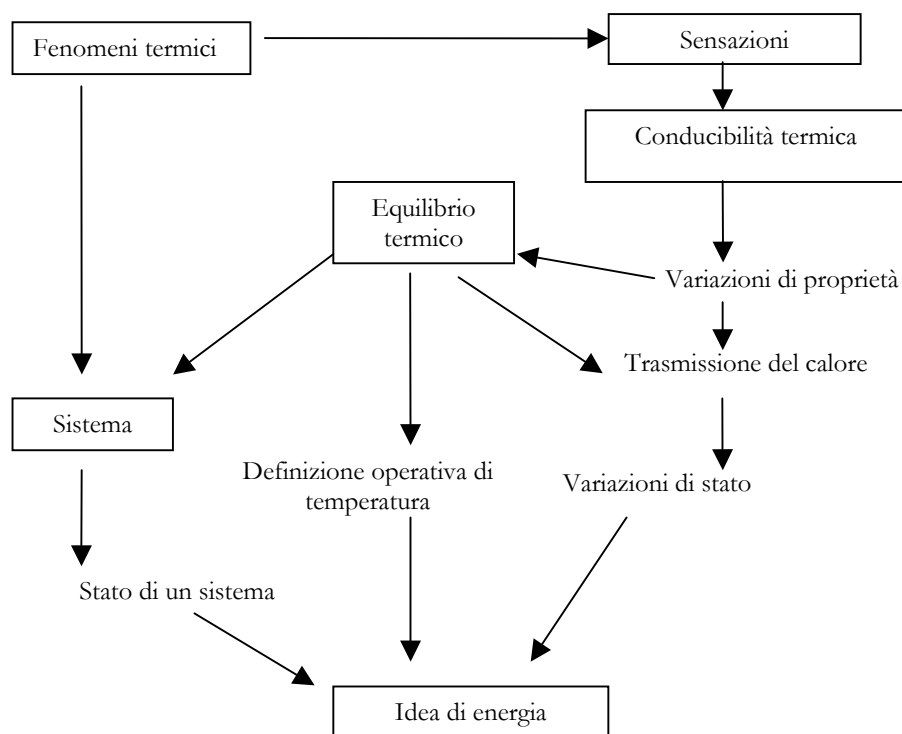 Fenomeni termici
Sensazioni
Conducibilità termica
Equilibrio
termico
Variazioni di proprietà
Trasmissione del calore
Sistema
Definizione operativa di
temperatura
Variazioni di stato
Stato di un sistema
Idea di energia